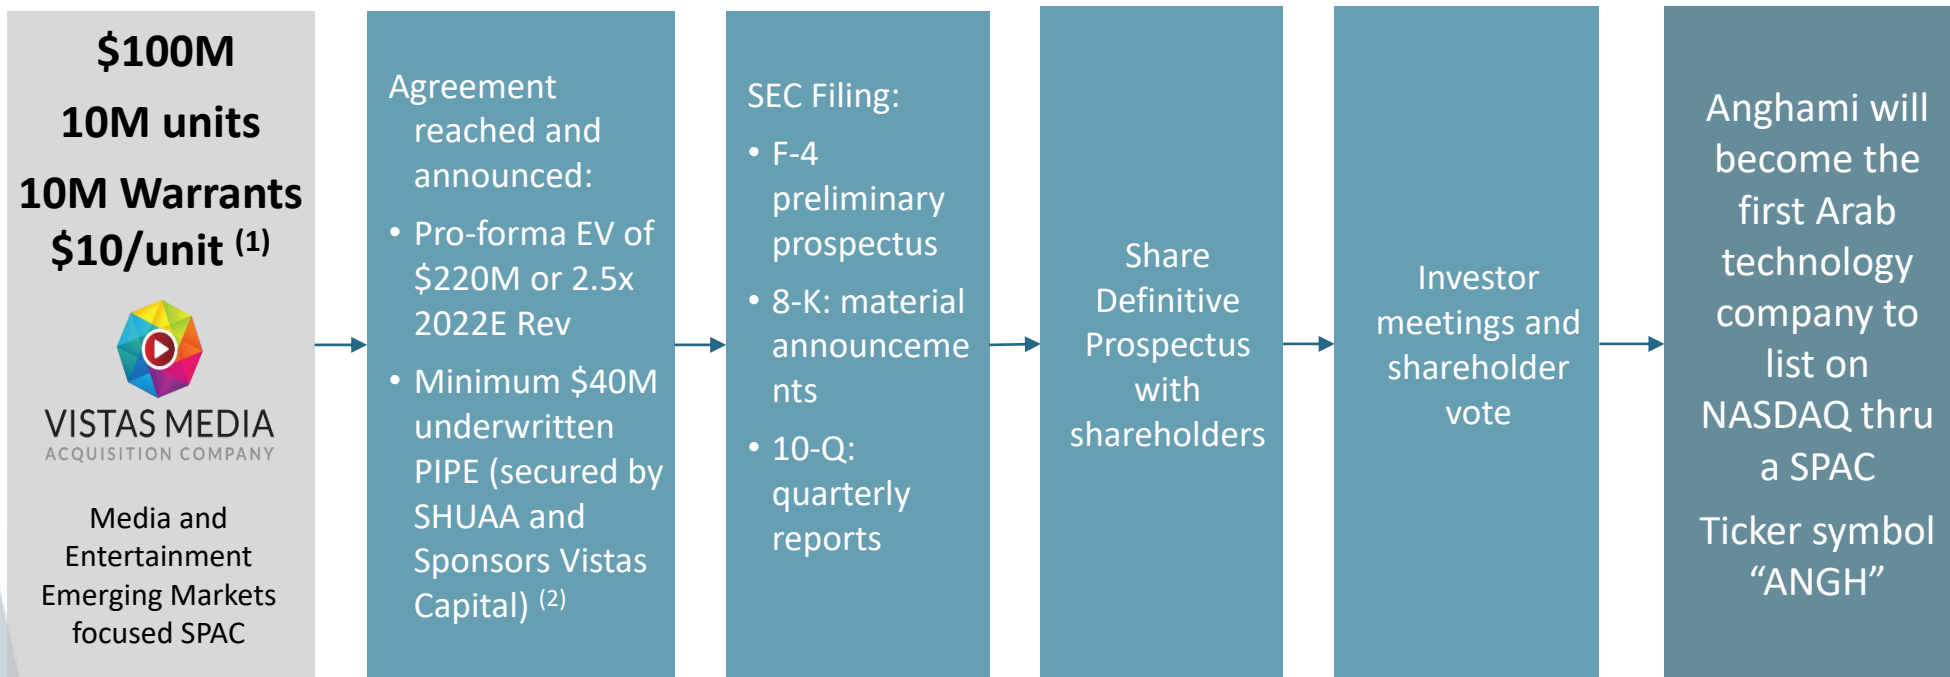 $100M
10M units
10M Warrants
$10/unit (1)
VISTAS MEDIA
ACQUISITION COMPANY
Media and
Entertainment
Emerging Markets
focused SPAC
Agreement
reached and
announced:
• Pro-forma EV of
$220M or 2.5x
2022E Rev
• Minimum $40M
underwritten
PIPE (secured by
SHUAA and
Sponsors Vistas
Capital) (2)
SEC Filing:
• F-4
preliminary
prospectus
• 8-K: material
announceme
nts
• 10-Q:
quarterly
reports
Share
Definitive
Prospectus
with
shareholders
Investor
meetings and
shareholder
vote
Anghami will
become the
first Arab
technology
company to
list on
NASDAQ thru
a SPAC
Ticker symbol
“ANGH”